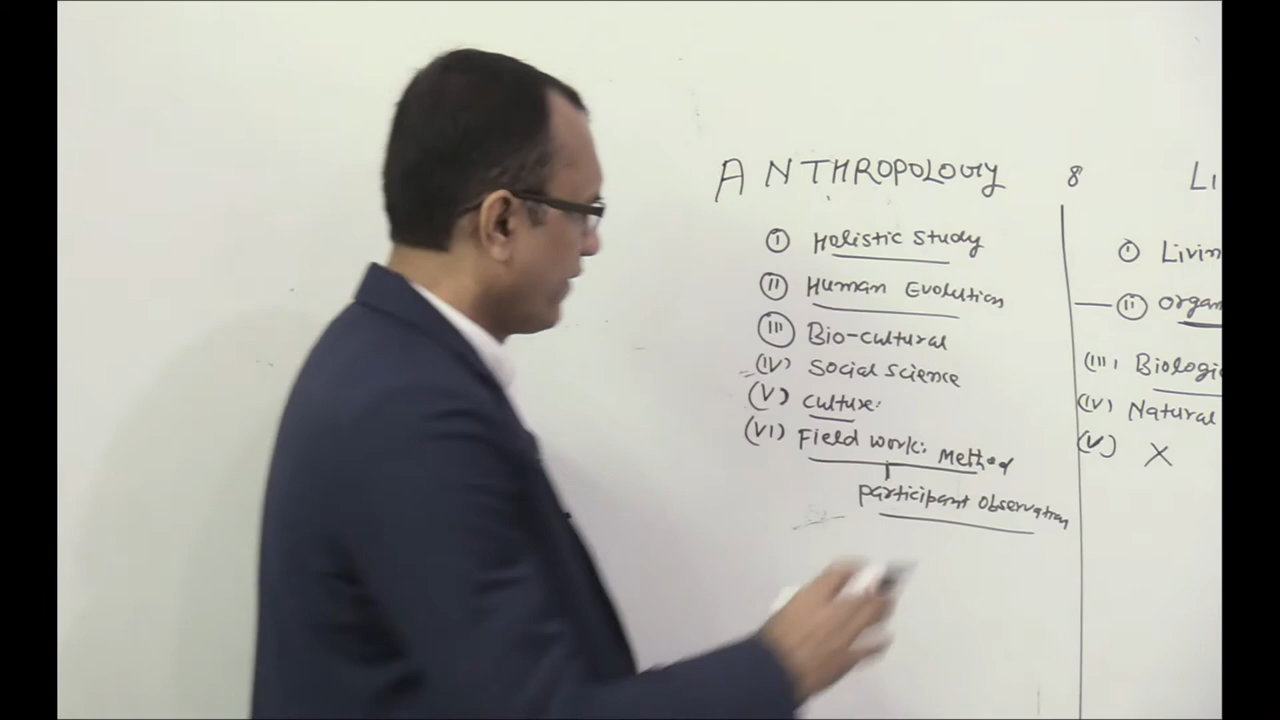 ANTHROPOLOGY 8 LI
(I) Holistic Study
(II) Human Evolution
(III) Bio-cultural
(IV) Social Science
(V) Culture:
(VI) Field work: Method
participant observation
(I) Livin
(II) Organ
(III) Biologi
(IV) Natural
(V) X